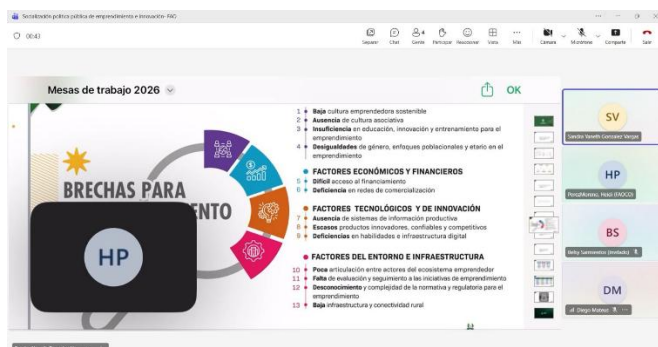 Socialización política pública de emprendimiento e innovación- FAO
00:43
Separar Chat Gente 4 Participar Reaccionar Vista Más Cámara Micrófono Compartir Salir
Mesas de trabajo 2026
OK
BRECHAS PARA
NTO
HP
1 Baja cultura emprendedora sostenible
2 Ausencia de cultura asociativa
3 Insuficiencia en educación, innovación y entrenamiento para el
emprendimiento
4 Desigualdades de género, enfoques poblacionales y etario en el
emprendimiento
FACTORES ECONÓMICOS Y FINANCIEROS
5 Difícil acceso al financiamiento
6 Deficiencia en redes de comercialización
FACTORES TECNOLÓGICOS Y DE INNOVACIÓN
7 Ausencia de sistemas de información productiva
8 Escasos productos innovadores, confiables y competitivos
9 Deficiencias en habilidades e infraestructura digital
FACTORES DEL ENTORNO E INFRAESTRUCTURA
10 Poca articulación entre actores del ecosistema emprendedor
11 Falta de evaluación y seguimiento a las iniciativas de emprendimiento
12 Desconocimiento y complejidad de la normativa y regulatoria para el
emprendimiento
13 Baja infraestructura y conectividad rural
SV
Sandra Yaneth Gonzalez Vargas
HP
PorrasMoreno, Heidi (FAOCO)
BS
Betty Sarmiento (Invitado)
DM
Diego Mateus